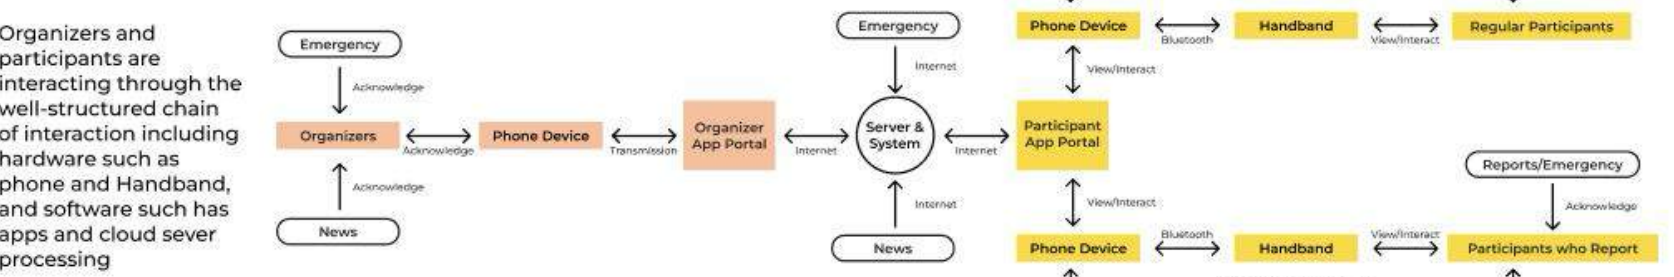 Organizers and
participants are
interacting through the
well-structured chain
of interaction including
hardware such as
phone and Handband,
and software such has
apps and cloud sever
processing
Emergency
Acknowledge
Organizers
Acknowledge
Phone Device
Transmission
Organizer
App Portal
Internet
Acknowledge
News
Emergency
Internet
Server &
System
Internet
Internet
News
Phone Device
Bluetooth
Handband
View/Interact
Regular Participants
View/Interact
Participant
App Portal
View/Interact
Phone Device
Bluetooth
Handband
View/Interact
Reports/Emergency
Acknowledge
Participants who Report